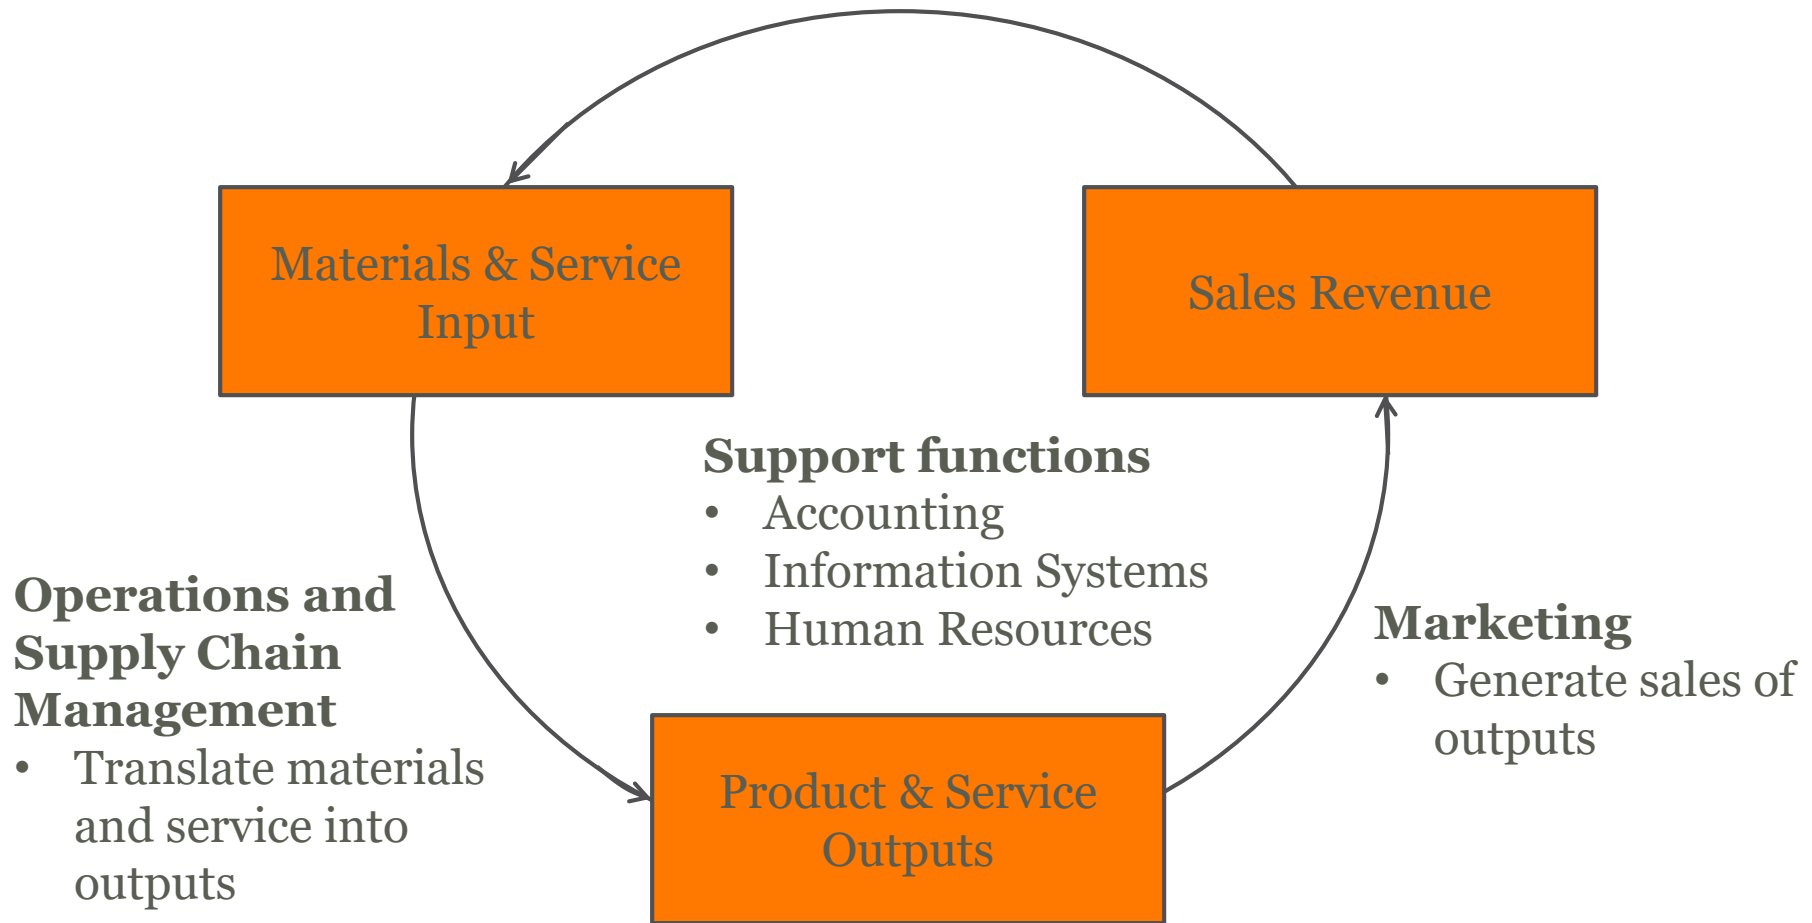 Materials & Service
Input
Sales Revenue
Support functions
• Accounting
• Information Systems
• Human Resources
Operations and
Supply Chain
Management
• Translate materials
and service into
outputs
Marketing
• Generate sales of
outputs
Product & Service
Outputs